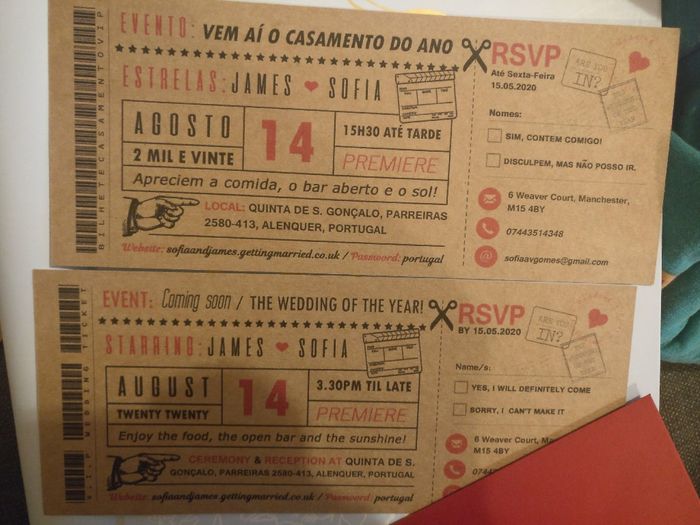 BILHETECASAMENTOVIP
EVENTO: VEM AÍ O CASAMENTO DO ANO
ESTRELAS: JAMES SOFIA
AGOSTO
2 MIL E VINTE
14
15H30 ATÉ TARDE
PREMIERE
Apreciem a comida, o bar aberto e o sol!
LOCAL: QUINTA DE S. GONÇALO, PARREIRAS
2580-413, ALENQUER, PORTUGAL
Website: sofiaandjames.gettingmarried.co.uk / Password: portugal
RSVP
Até Sexta-Feira
15.05.2020
ARE YOU
IN?
Nomes:
SIM, CONTEM COMIGO!
DISCULPEM, MAS NÃO POSSO IR.
6 Weaver Court, Manchester,
M15 4BY
07443514348
sofiaavgomes@gmail.com
V.I.P WEDDING TICKET
EVENT: Coming soon / THE WEDDING OF THE YEAR!
STARRING: JAMES SOFIA
AUGUST
TWENTY TWENTY
14
3.30PM TIL LATE
PREMIERE
Enjoy the food, the open bar and the sunshine!
CEREMONY & RECEPTION AT QUINTA DE S.
GONÇALO, PARREIRAS 2580-413, ALENQUER, PORTUGAL
Website: sofiaandjames.gettingmarried.co.uk / Password: portugal
RSVP
BY 15.05.2020
ARE YOU
IN?
Name/s:
YES, I WILL DEFINITELY COME
SORRY, I CAN'T MAKE IT
6 Weaver Court,
M15 4BY